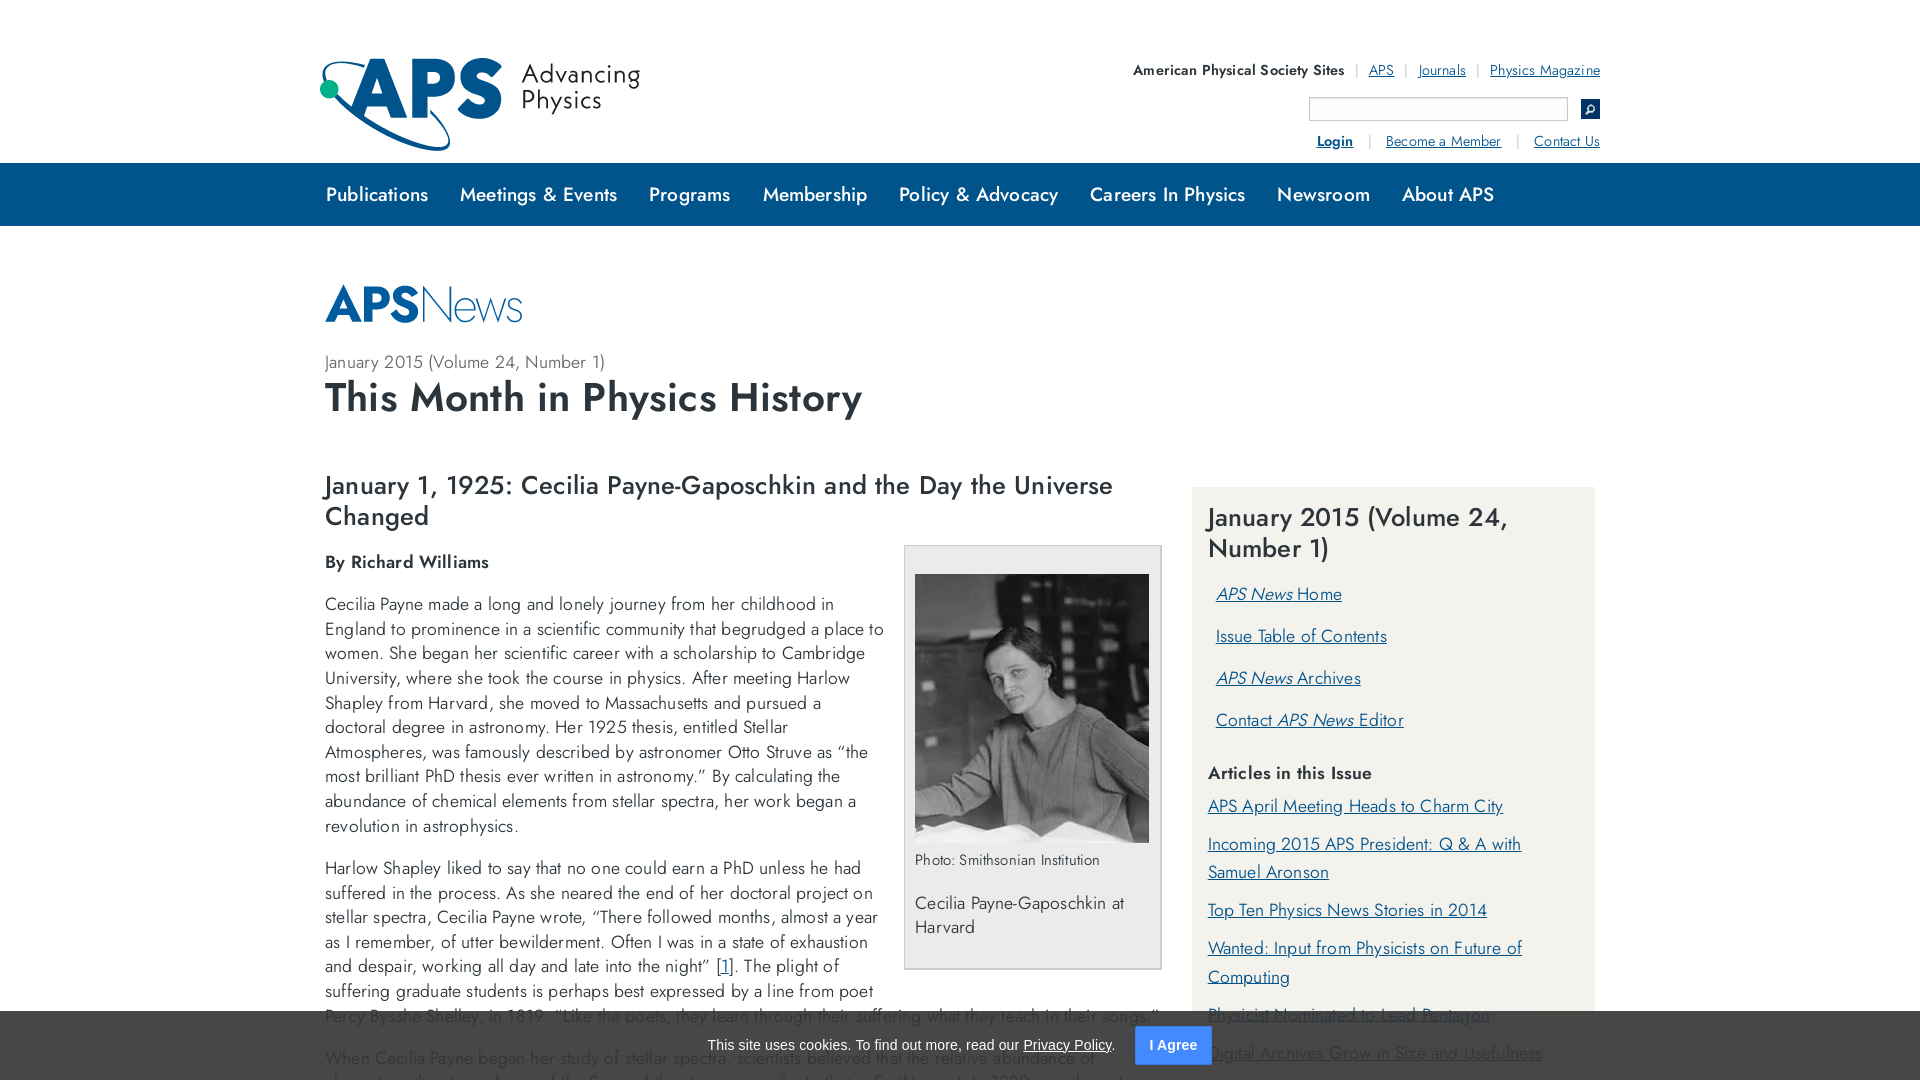 APS Advancing Physics
American Physical Society Sites | APS | Journals | Physics Magazine
Login | Become a Member | Contact Us
Publications Meetings & Events Programs Membership Policy & Advocacy Careers In Physics Newsroom About APS
APSNews
January 2015 (Volume 24, Number 1)
This Month in Physics History
January 1, 1925: Cecilia Payne-Gaposchkin and the Day the Universe
Changed
By Richard Williams
Cecilia Payne made a long and lonely journey from her childhood in
England to prominence in a scientific community that begrudged a place to
women. She began her scientific career with a scholarship to Cambridge
University, where she took the course in physics. After meeting Harlow
Shapley from Harvard, she moved to Massachusetts and pursued a
doctoral degree in astronomy. Her 1925 thesis, entitled Stellar
Atmospheres, was famously described by astronomer Otto Struve as “the
most brilliant PhD thesis ever written in astronomy.” By calculating the
abundance of chemical elements from stellar spectra, her work began a
revolution in astrophysics.
Photo: Smithsonian Institution
Cecilia Payne-Gaposchkin at
Harvard
Harlow Shapley liked to say that no one could earn a PhD unless he had
suffered in the process. As she neared the end of her doctoral project on
stellar spectra, Cecilia Payne wrote, “There followed months, almost a year
as I remember, of utter bewilderment. Often I was in a state of exhaustion
and despair, working all day and late into the night” [1]. The plight of
suffering graduate students is perhaps best expressed by a line from poet
Percy Bysshe Shelley, in 1819: “Like the poets, they learn through their suffering what they teach in their songs.”
When Cecilia Payne began her study of stellar spectra, scientists believed that the relative abundance of
January 2015 (Volume 24,
Number 1)
APS News Home
Issue Table of Contents
APS News Archives
Contact APS News Editor
Articles in this Issue
APS April Meeting Heads to Charm City
Incoming 2015 APS President: Q & A with
Samuel Aronson
Top Ten Physics News Stories in 2014
Wanted: Input from Physicists on Future of
Computing
Physicist Nominated to Lead Pentagon
Digital Archives Grow in Size and Usefulness
This site uses cookies. To find out more, read our Privacy Policy. I Agree